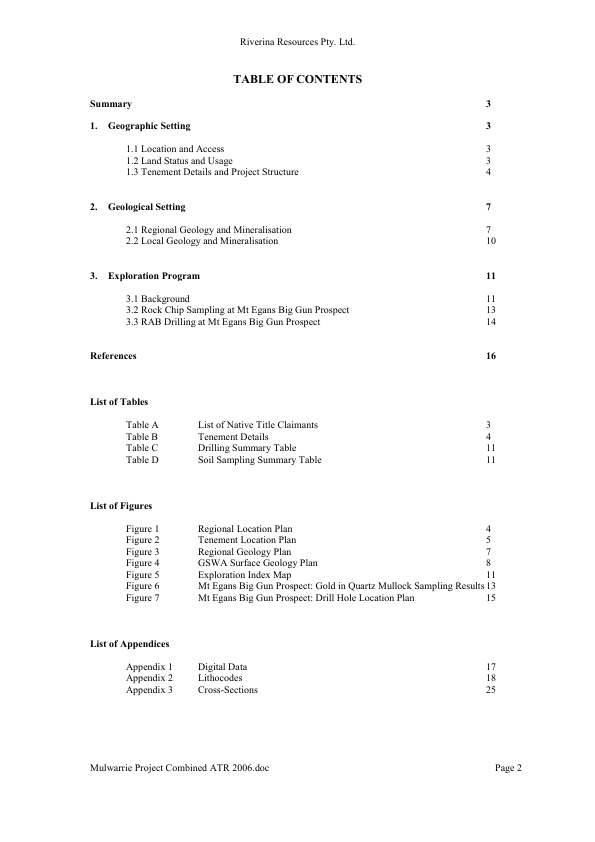 Riverina Resources Pty. Ltd.
TABLE OF CONTENTS
Summary 3
1. Geographic Setting 3
1.1 Location and Access 3
1.2 Land Status and Usage 3
1.3 Tenement Details and Project Structure 4
2. Geological Setting 7
2.1 Regional Geology and Mineralisation 7
2.2 Local Geology and Mineralisation 10
3. Exploration Program 11
3.1 Background 11
3.2 Rock Chip Sampling at Mt Egans Big Gun Prospect 13
3.3 RAB Drilling at Mt Egans Big Gun Prospect 14
References 16
List of Tables
Table A List of Native Title Claimants 3
Table B Tenement Details 4
Table C Drilling Summary Table 11
Table D Soil Sampling Summary Table 11
List of Figures
Figure 1 Regional Location Plan 4
Figure 2 Tenement Location Plan 5
Figure 3 Regional Geology Plan 7
Figure 4 GSWA Surface Geology Plan 8
Figure 5 Exploration Index Map 11
Figure 6 Mt Egans Big Gun Prospect: Gold in Quartz Mullock Sampling Results 13
Figure 7 Mt Egans Big Gun Prospect: Drill Hole Location Plan 15
List of Appendices
Appendix 1 Digital Data 17
Appendix 2 Lithocodes 18
Appendix 3 Cross-Sections 25
Mulwarrie Project Combined ATR 2006.doc Page 2